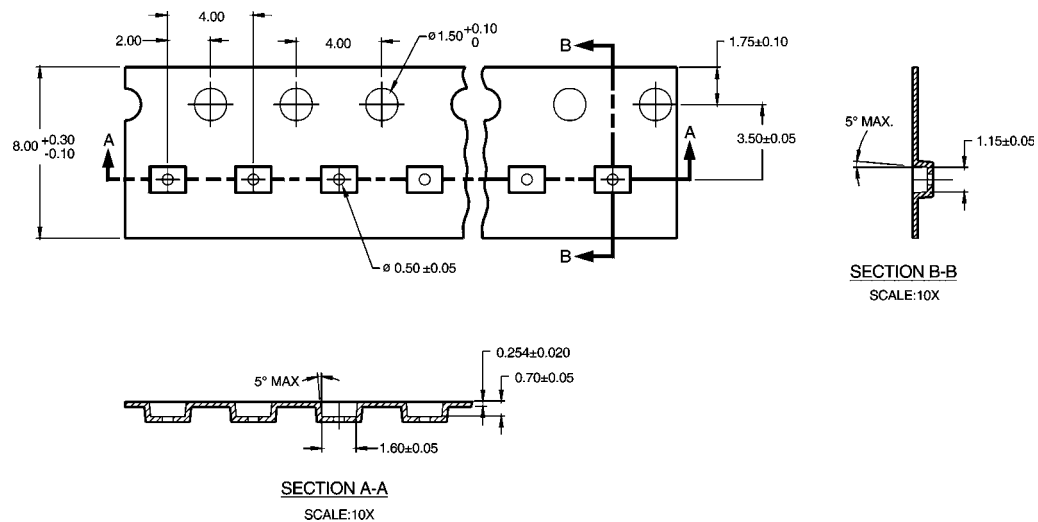 4.00
2.00
4.00
ø1.50 +0.10
0
B
1.75±0.10
8.00 +0.30
-0.10
A
3.50±0.05
A
5° MAX.
1.15±0.05
B
ø 0.50±0.05
SECTION B-B
SCALE:10X
0.254±0.020
5° MAX
0.70±0.05
1.60±0.05
SECTION A-A
SCALE:10X